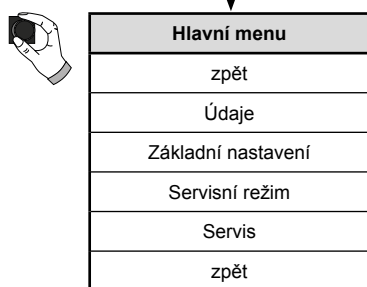 Hlavní menu
zpět
Údaje
Základní nastavení
Servisní režim
Servis
zpět